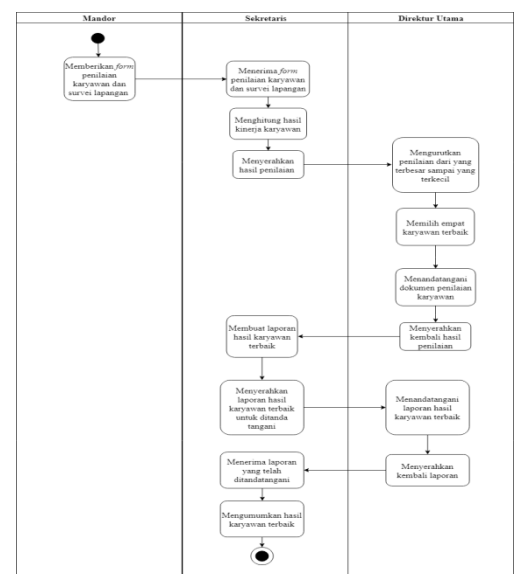 Mandor
Sekretaris
Direktur Utama
Memberikan form
penilaian
karyawan dan
survei lapangan
Menerima form
penilaian karyawan
dan survei lapangan
Menghitung hasil
kinerja karyawan
Menyerahkan
hasil penilaian
Mengurutkan
penilaian dari yang
terbesar sampai yang
terkecil
Memilih empat
karyawan terbaik
Menandatangani
dokumen penilaian
karyawan
Menyerahkan
kembali hasil
penilaian
Membuat laporan
hasil karyawan
terbaik
Menyerahkan
laporan hasil
karyawan terbaik
untuk ditanda
tangani
Menandatangani
laporan hasil
karyawan terbaik
Menyerahkan
kembali laporan
Menerima laporan
yang telah
ditandatangani
Mengumumkan hasil
karyawan terbaik